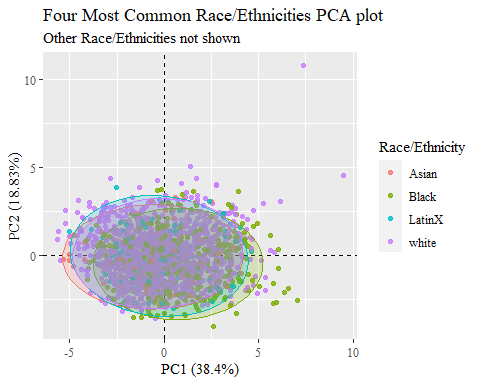 Four Most Common Race/Ethnicities PCA plot
Other Race/Ethnicities not shown
10
5
0
-5
0
5
10
PC2 (18.83%)
PC1 (38.4%)
Race/Ethnicity
Asian
Black
LatinX
white